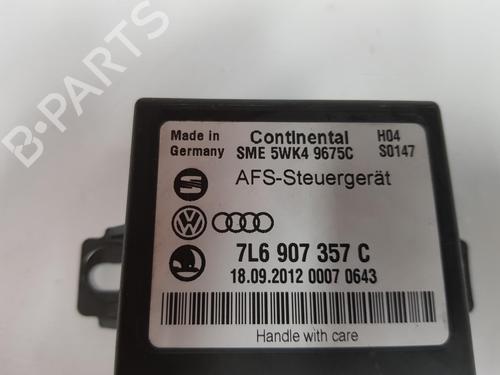 B-PARTS
Made in Germany
Continental
H04
SME 5WK4 9675C
S0147
AFS-Steuergerät
7L6 907 357 C
18.09.2012 0007 0643
Handle with care